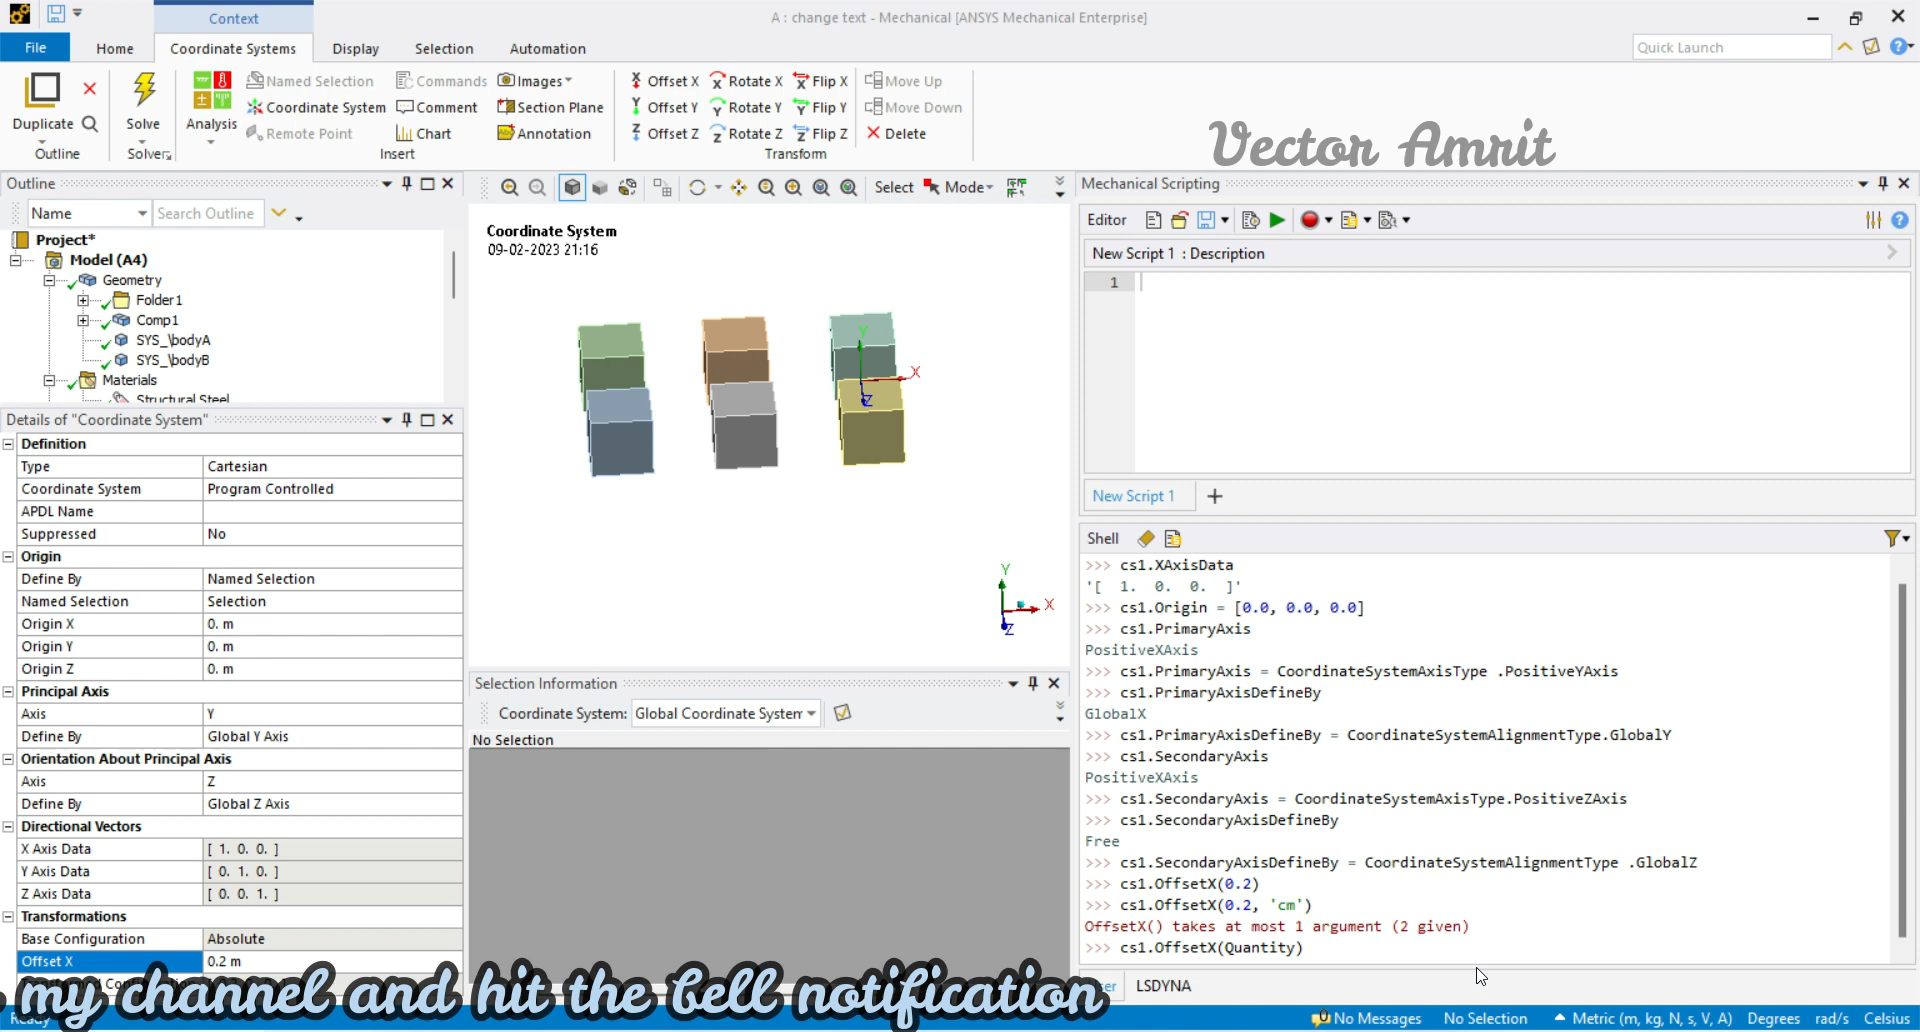 Context
A : change text - Mechanical [ANSYS Mechanical Enterprise]
File
Home
Coordinate Systems
Display
Selection
Automation
Quick Launch
Duplicate
Outline
Solve
Solver
Analysis
Named Selection
Coordinate System
Remote Point
Commands
Comment
Chart
Images
Section Plane
Annotation
Insert
Offset X
Offset Y
Offset Z
Rotate X
Rotate Y
Rotate Z
Flip X
Flip Y
Flip Z
Transform
Move Up
Move Down
Delete
Vector Amrit
Outline
Name
Search Outline
Project*
Model (A4)
Geometry
Folder1
Comp1
SYS_\bodyA
SYS_\bodyB
Materials
Structural Steel
Details of "Coordinate System"
Definition
Type Cartesian
Coordinate System Program Controlled
APDL Name
Suppressed No
Origin
Define By Named Selection
Named Selection Selection
Origin X 0. m
Origin Y 0. m
Origin Z 0. m
Principal Axis
Axis Y
Define By Global Y Axis
Orientation About Principal Axis
Axis Z
Define By Global Z Axis
Directional Vectors
X Axis Data [ 1. 0. 0. ]
Y Axis Data [ 0. 1. 0. ]
Z Axis Data [ 0. 0. 1. ]
Transformations
Base Configuration Absolute
Offset X 0.2 m
my channel and hit the bell notification
Ready
Select
Mode
Coordinate System
09-02-2023 21:16
Y
X
Z
Y
X
Z
Selection Information
Coordinate System: Global Coordinate System
No Selection
Mechanical Scripting
Editor
New Script 1 : Description
1
New Script 1 +
Shell
>>> cs1.XAxisData
'[ 1. 0. 0. ]'
>>> cs1.Origin = [0.0, 0.0, 0.0]
>>> cs1.PrimaryAxis
PositiveXAxis
>>> cs1.PrimaryAxis = CoordinateSystemAxisType .PositiveYAxis
>>> cs1.PrimaryAxisDefineBy
GlobalX
>>> cs1.PrimaryAxisDefineBy = CoordinateSystemAlignmentType.GlobalY
>>> cs1.SecondaryAxis
PositiveXAxis
>>> cs1.SecondaryAxis = CoordinateSystemAxisType.PositiveZAxis
>>> cs1.SecondaryAxisDefineBy
Free
>>> cs1.SecondaryAxisDefineBy = CoordinateSystemAlignmentType .GlobalZ
>>> cs1.OffsetX(0.2)
>>> cs1.OffsetX(0.2, 'cm')
OffsetX() takes at most 1 argument (2 given)
>>> cs1.OffsetX(Quantity)
LSDYNA
No Messages
No Selection
Metric (m, kg, N, s, V, A)
Degrees
rad/s
Celsius